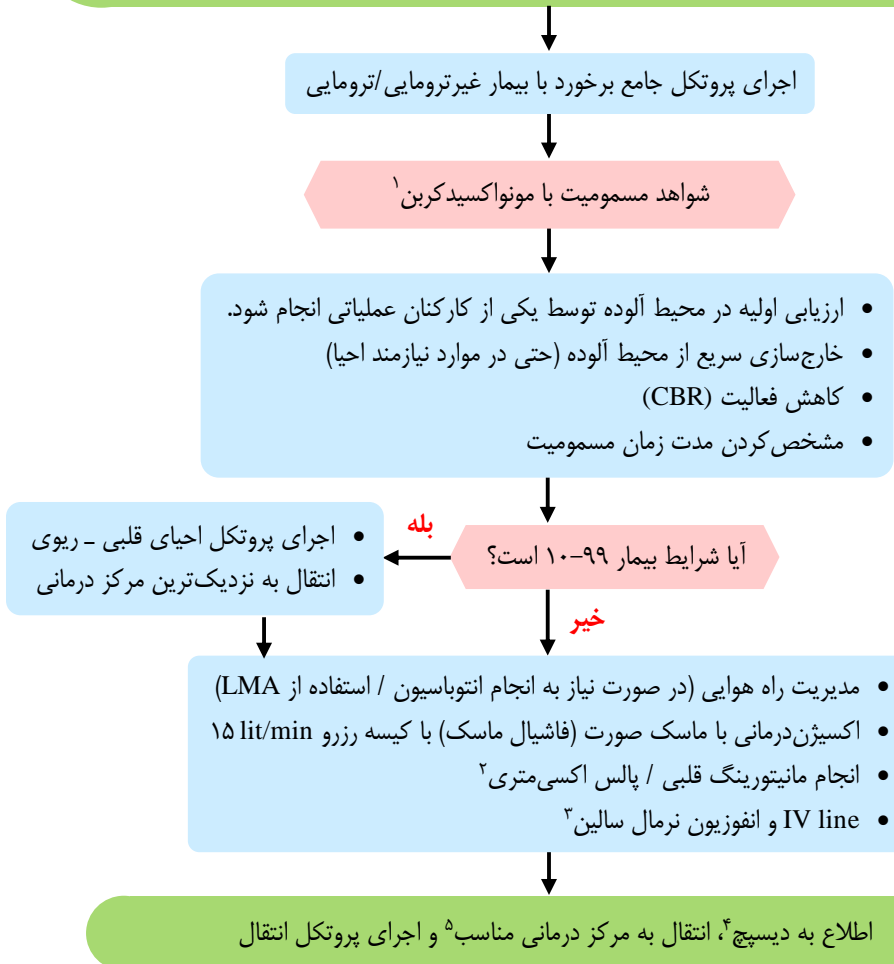 اجرای پروتکل جامع برخورد با بیمار غیرترومایی/ترومایی
شواهد مسمومیت با مونواکسیدکربن۱
• ارزیابی اولیه در محیط آلوده توسط یکی از کارکنان عملیاتی انجام شود.
• خارج‌سازی سریع از محیط آلوده (حتی در موارد نیازمند احیا)
• کاهش فعالیت (CBR)
• مشخص‌کردن مدت زمان مسمومیت
آیا شرایط بیمار ۹۹–۱۰ است؟
بله
• اجرای پروتکل احیای قلبی ـ ریوی
• انتقال به نزدیک‌ترین مرکز درمانی
خیر
• مدیریت راه هوایی (در صورت نیاز به انجام انتوباسیون / استفاده از LMA)
• اکسیژن‌درمانی با ماسک صورت (فاشیال ماسک) با کیسه رزرو ۱۵ lit/min
• انجام مانیتورینگ قلبی / پالس اکسی‌متری۲
• IV line و انفوزیون نرمال سالین۳
اطلاع به دیسپچ۴، انتقال به مرکز درمانی مناسب۵ و اجرای پروتکل انتقال